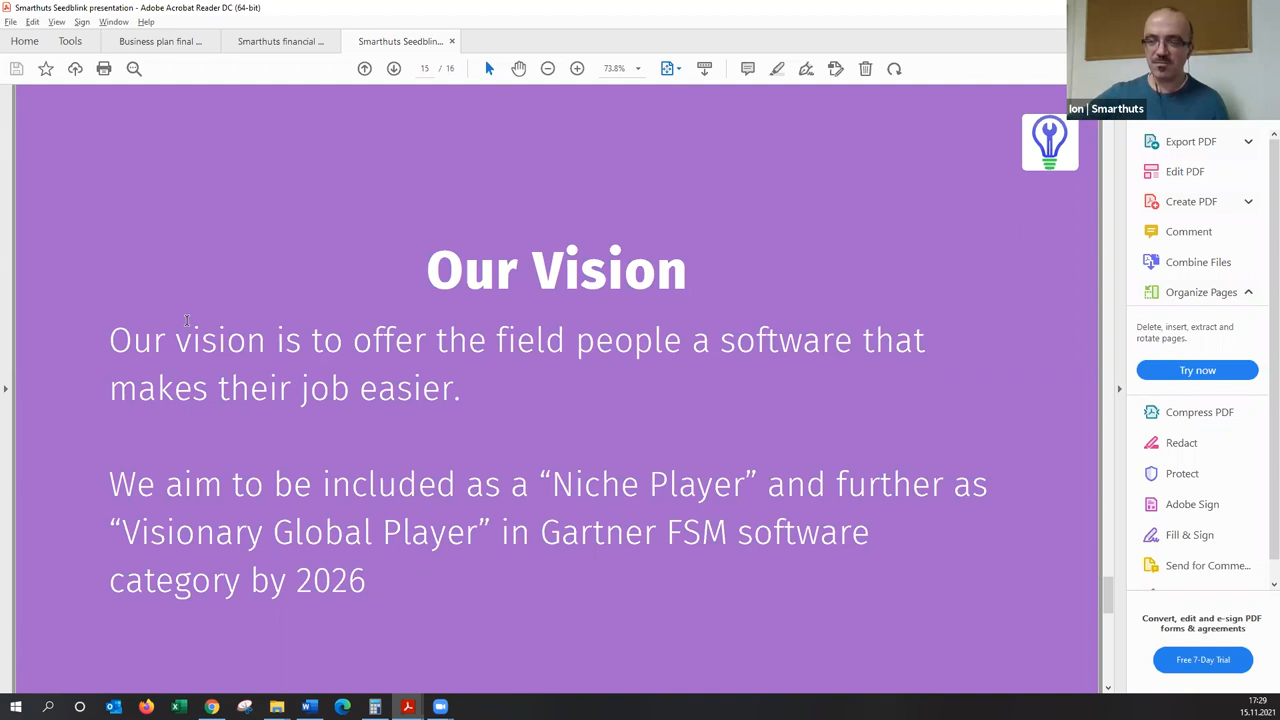 Smarthuts Seedblink presentation - Adobe Acrobat Reader DC (64-bit)
File Edit View Sign Window Help
Home Tools Business plan final ... Smarthuts financial ... Smarthuts Seedblin... ×
15 / 16 73.8%
Ion | Smarthuts
Export PDF
Edit PDF
Create PDF
Comment
Combine Files
Organize Pages
Delete, insert, extract and
rotate pages.
Try now
Compress PDF
Redact
Protect
Adobe Sign
Fill & Sign
Send for Comme...
Convert, edit and e-sign PDF
forms & agreements
Free 7-Day Trial
Our Vision
Our vision is to offer the field people a software that
makes their job easier.
We aim to be included as a “Niche Player” and further as
“Visionary Global Player” in Gartner FSM software
category by 2026
17:29
15.11.2021